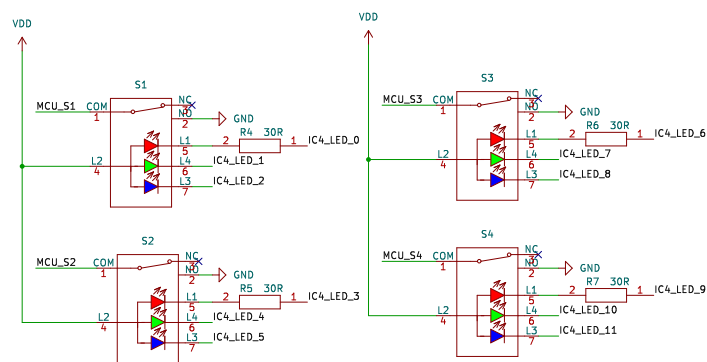 VDD
S1
MCU_S1 COM NC
1 3
NO GND
2
L1 2 R4 30R 1 IC4_LED_0
5
L2 L4 IC4_LED_1
4 6
L3 IC4_LED_2
7
S2
MCU_S2 COM NC
1 3
NO GND
2
L1 2 R5 30R 1 IC4_LED_3
5
L2 L4 IC4_LED_4
4 6
L3 IC4_LED_5
7
VDD
S3
MCU_S3 COM NC
1 3
NO GND
2
L1 2 R6 30R 1 IC4_LED_6
5
L2 L4 IC4_LED_7
4 6
L3 IC4_LED_8
7
S4
MCU_S4 COM NC
1 3
NO GND
2
L1 2 R7 30R 1 IC4_LED_9
5
L2 L4 IC4_LED_10
4 6
L3 IC4_LED_11
7